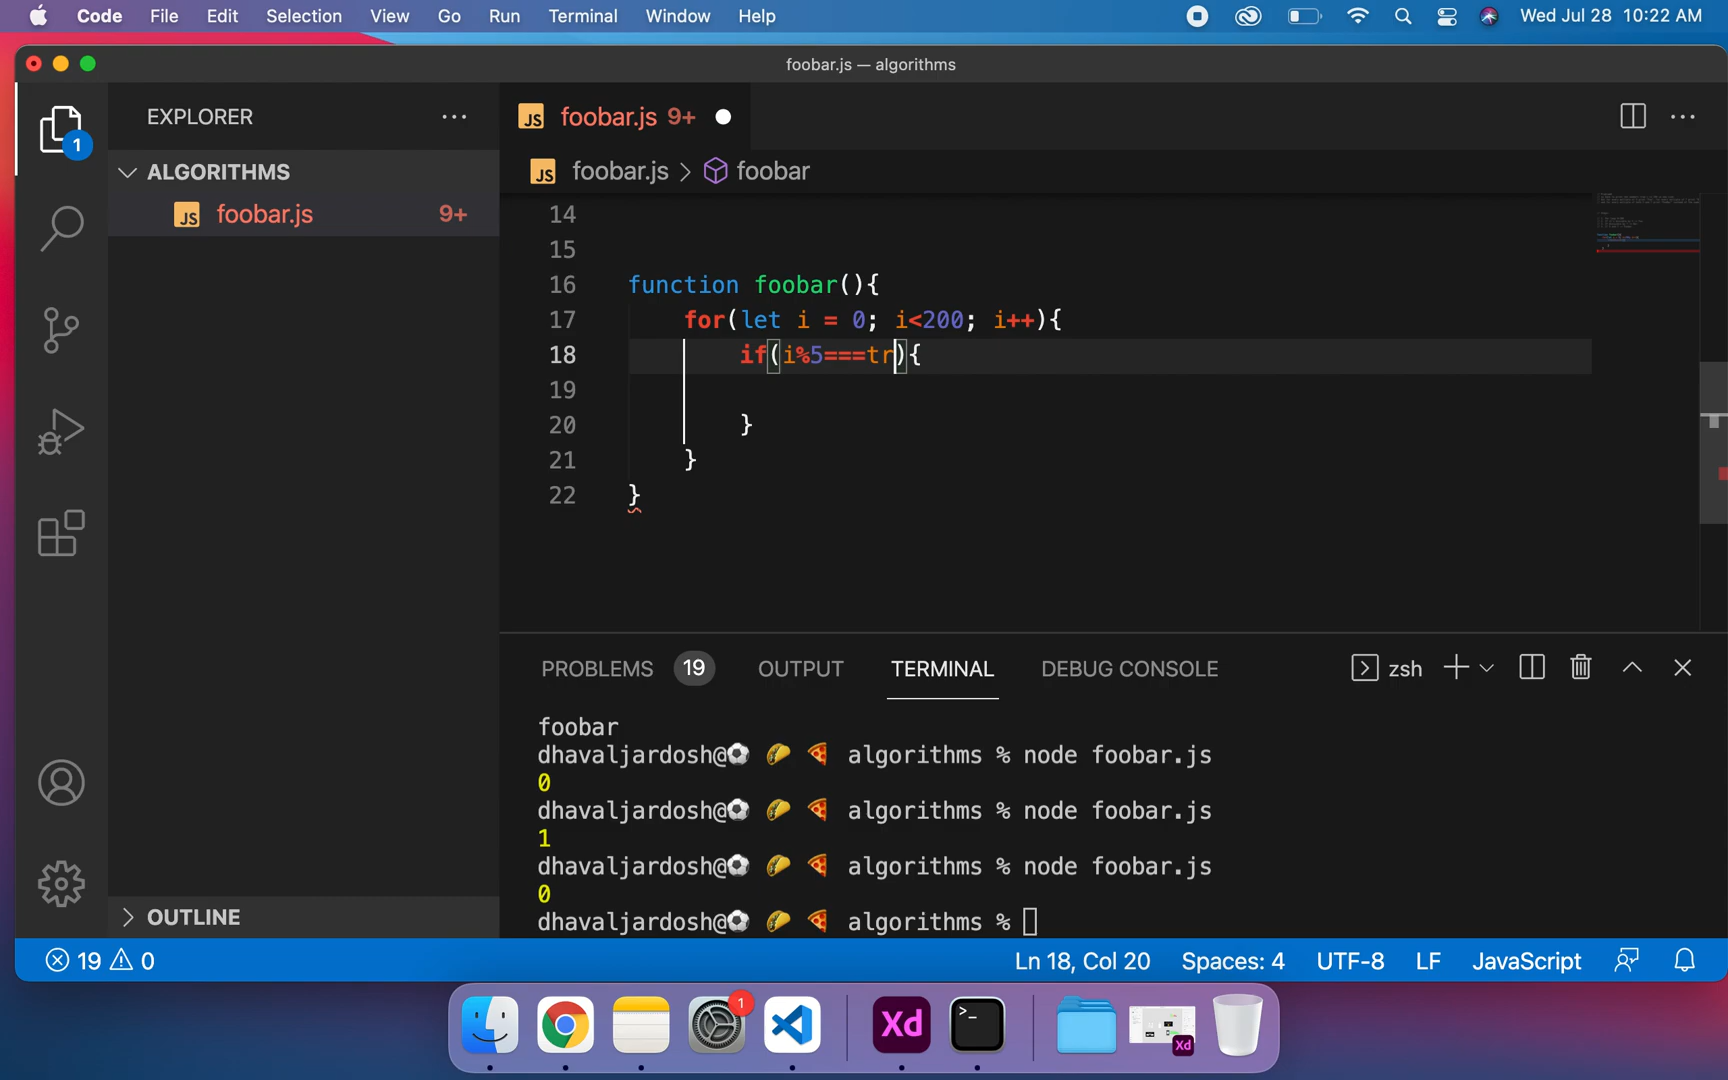 Code File Edit Selection View Go Run Terminal Window Help Wed Jul 28 10:22 AM
foobar.js — algorithms
EXPLORER ···
foobar.js 9+
1
ALGORITHMS
JS foobar.js 9+
JS foobar.js > foobar
14
15
16 function foobar(){
17 for(let i = 0; i<200; i++){
18 if(i%5===tr){
19
20 }
21 }
22 }
OUTLINE
PROBLEMS 19 OUTPUT TERMINAL DEBUG CONSOLE zsh
foobar
dhavaljardosh@⚽ 🌮 🍕 algorithms % node foobar.js
0
dhavaljardosh@⚽ 🌮 🍕 algorithms % node foobar.js
1
dhavaljardosh@⚽ 🌮 🍕 algorithms % node foobar.js
0
dhavaljardosh@⚽ 🌮 🍕 algorithms %
19 0 Ln 18, Col 20 Spaces: 4 UTF-8 LF JavaScript
1
Xd
>_
Xd